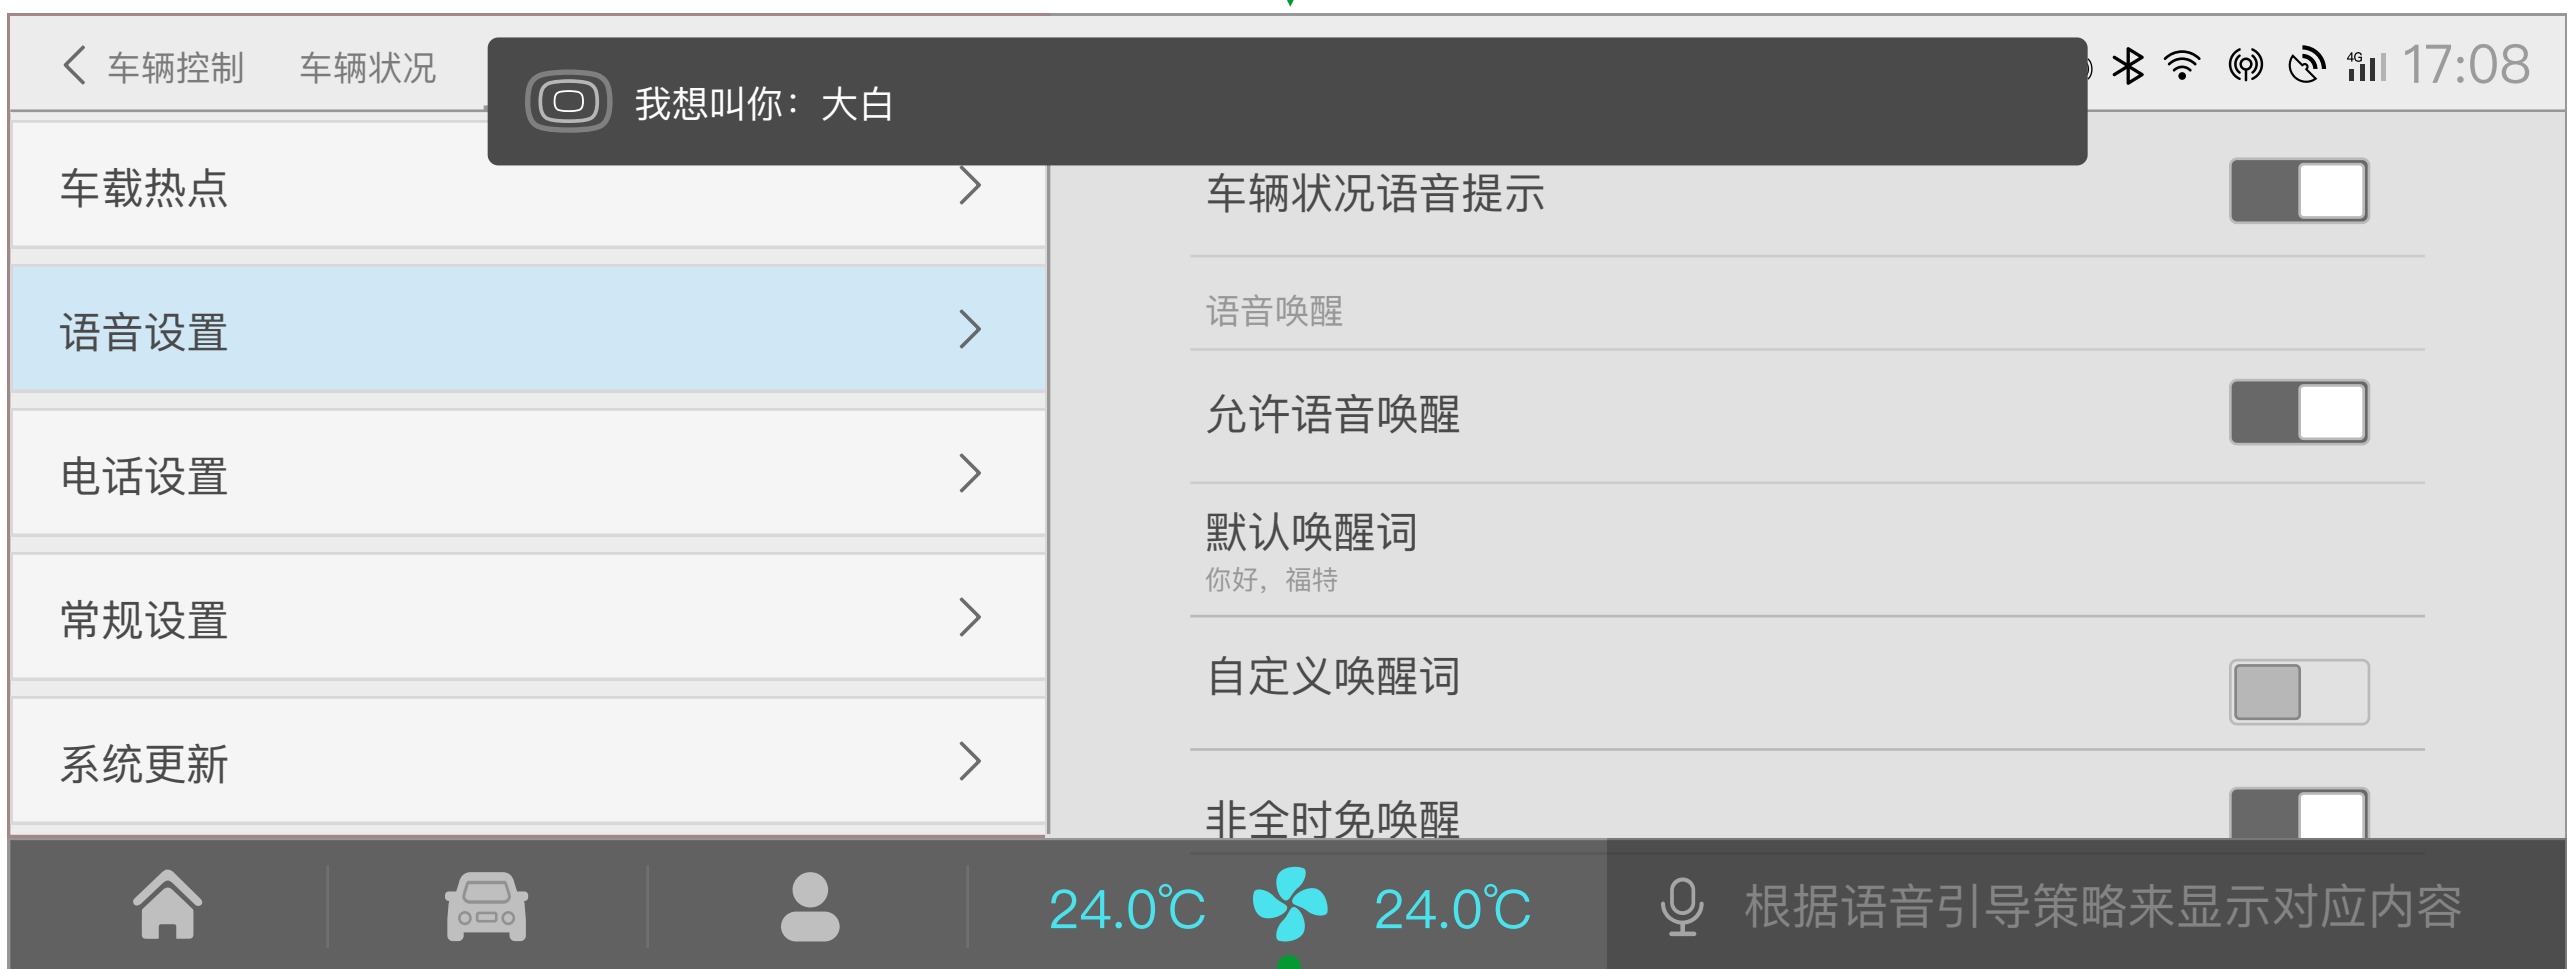 车辆控制
车辆状况
我想叫你：大白
4G
17:08
车载热点
语音设置
电话设置
常规设置
系统更新
车辆状况语音提示
语音唤醒
允许语音唤醒
默认唤醒词
你好，福特
自定义唤醒词
非全时免唤醒
24.0℃
24.0℃
根据语音引导策略来显示对应内容